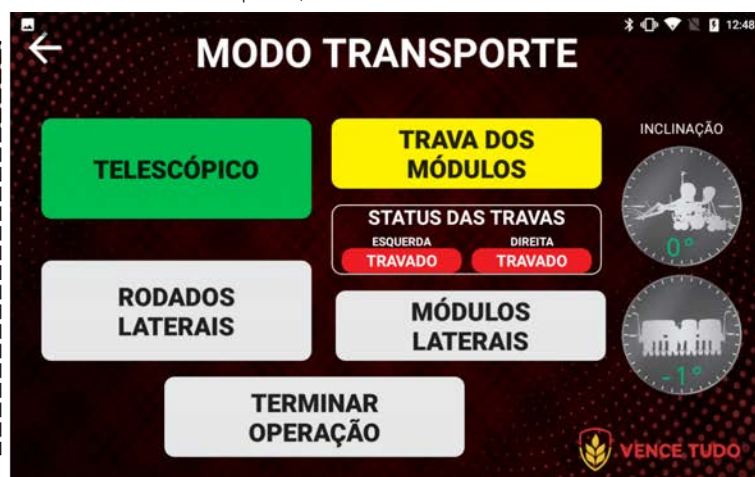 12:48
MODO TRANSPORTE
TELESCÓPICO
TRAVA DOS
MÓDULOS
INCLINAÇÃO
STATUS DAS TRAVAS
ESQUERDA
DIREITA
TRAVADO
TRAVADO
0°
RODADOS
LATERAIS
MÓDULOS
LATERAIS
-1°
TERMINAR
OPERAÇÃO
VENCE TUDO